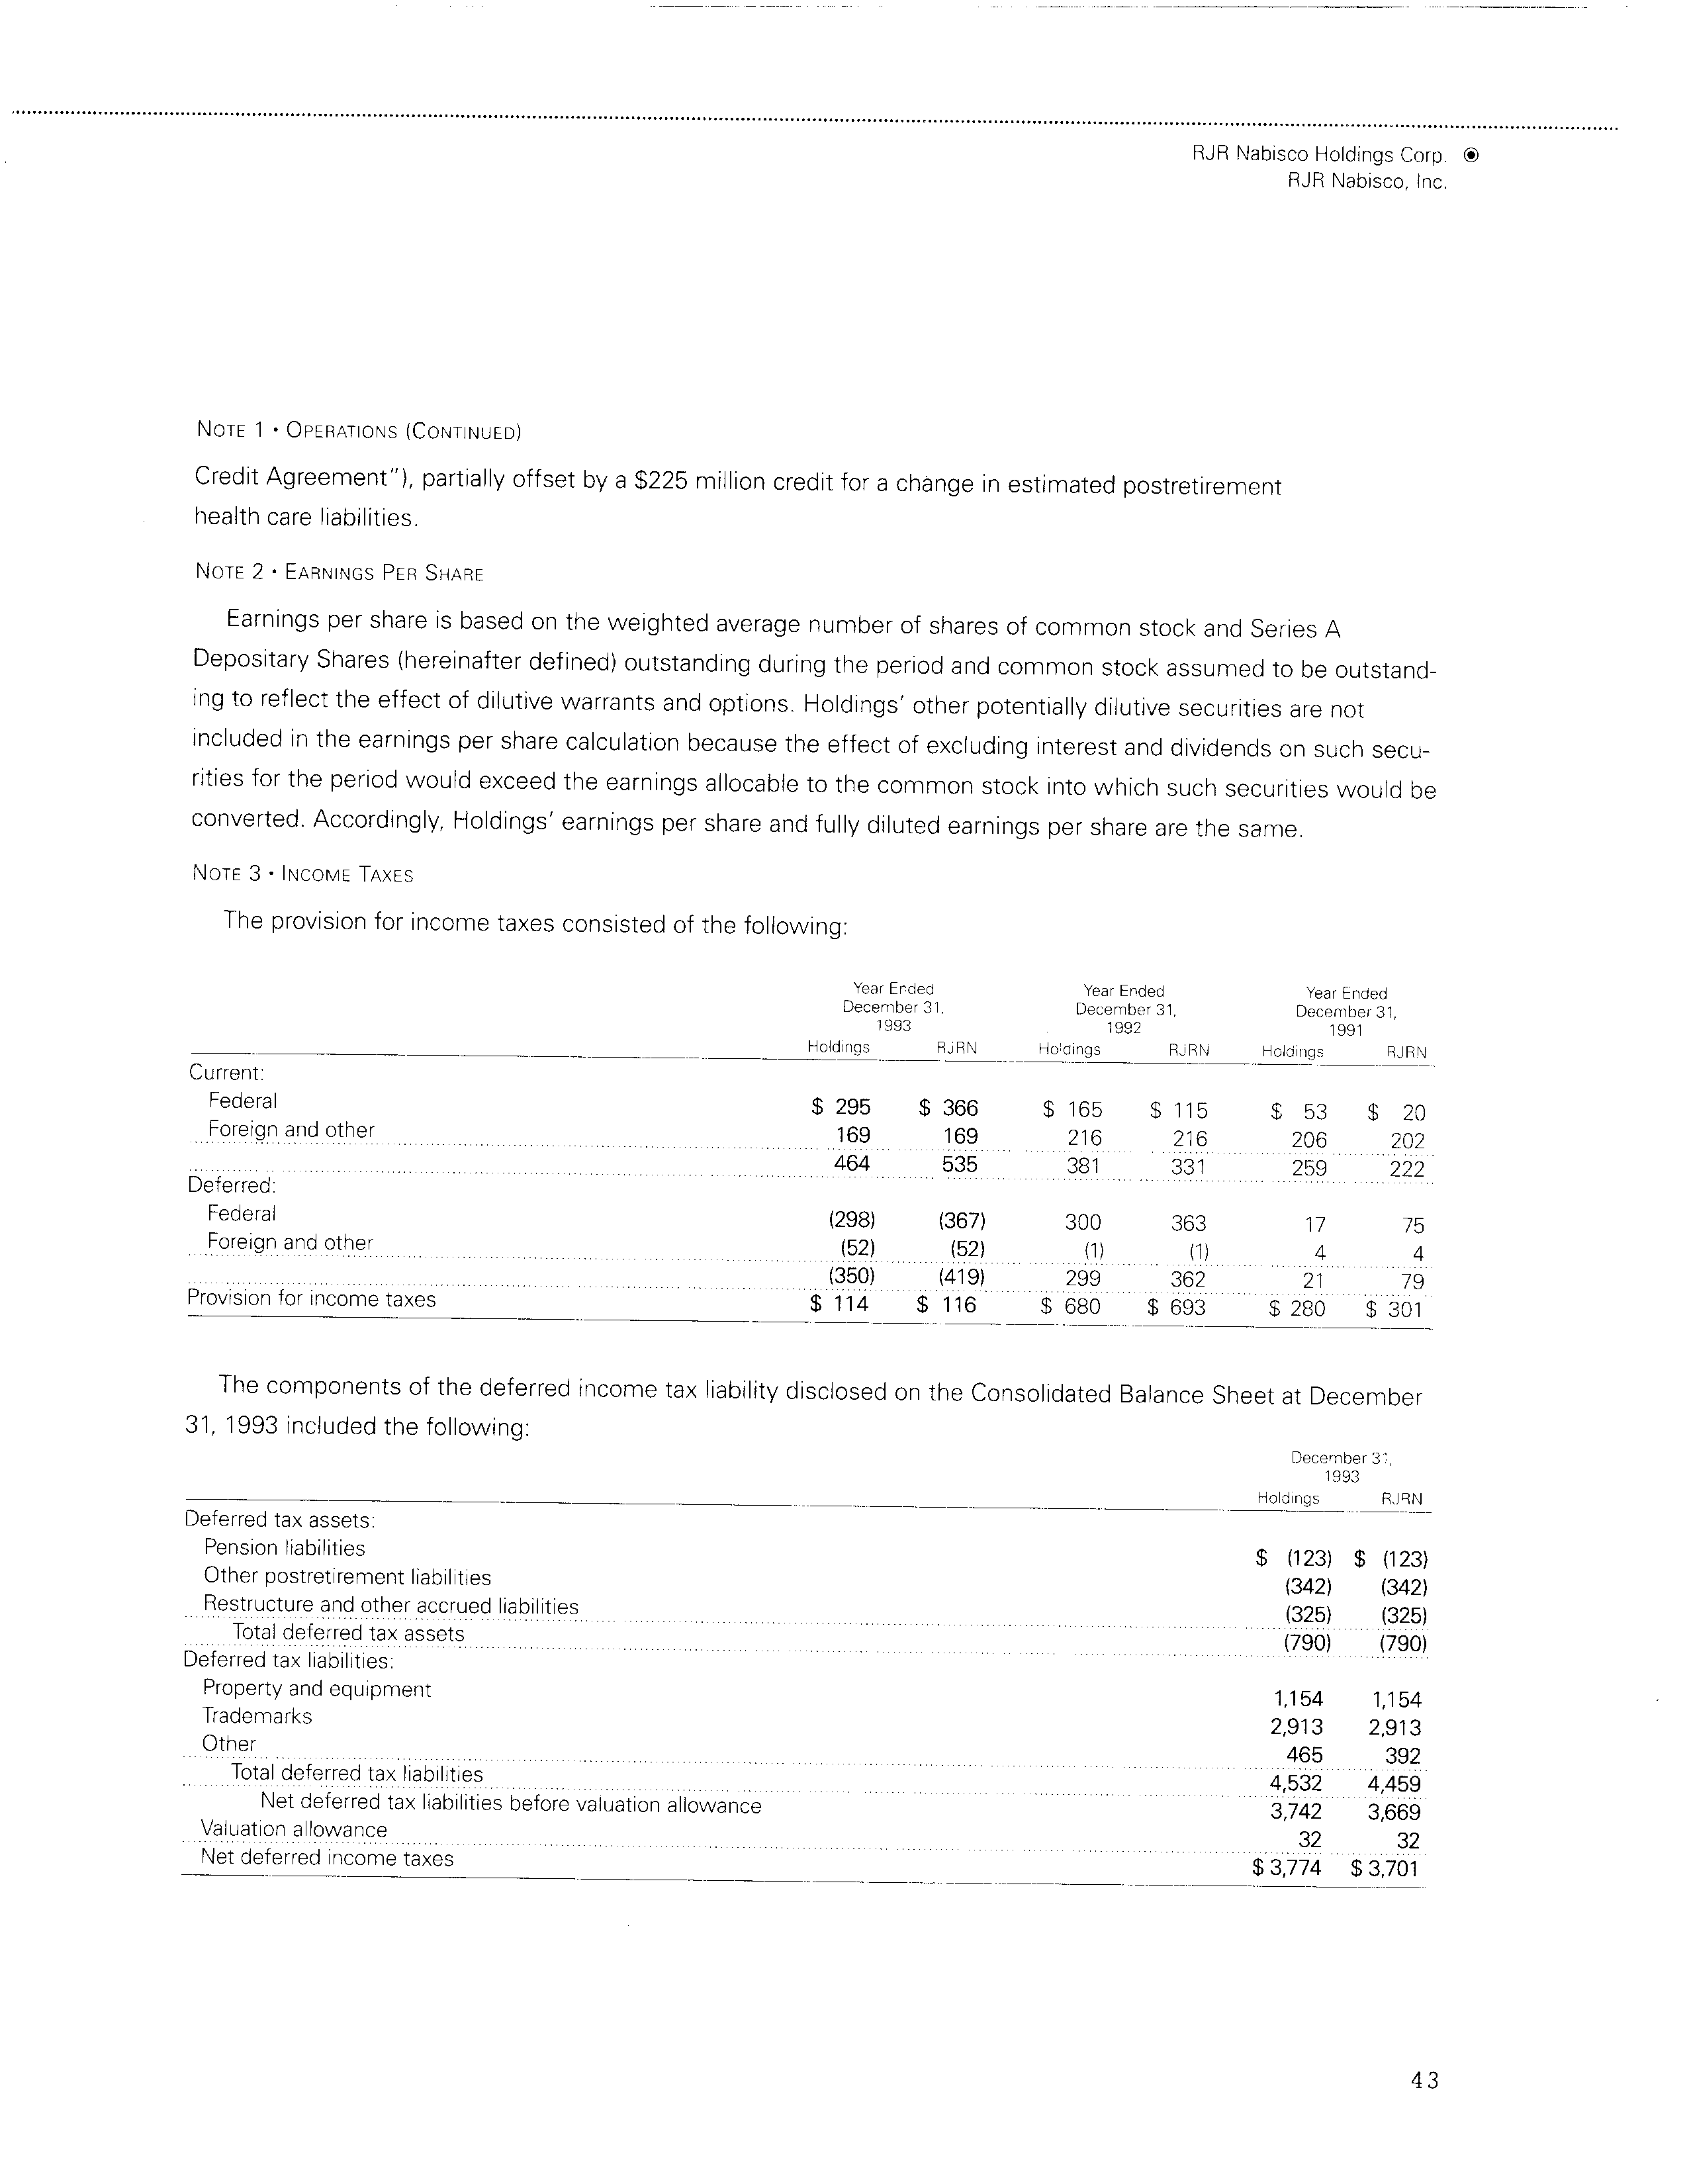 RJR Nabisco Holdings Corp.
RJR Nabisco, Inc.
NOTE 1 • OPERATIONS (CONTINUED)
Credit Agreement"), partially offset by a $225 million credit for a change in estimated postretirement
health care liabilities.
NOTE 2 • EARNINGS PER SHARE
Earnings per share is based on the weighted average number of shares of common stock and Series A
Depositary Shares (hereinafter defined) outstanding during the period and common stock assumed to be outstand-
ing to reflect the effect of dilutive warrants and options. Holdings' other potentially dilutive securities are not
included in the earnings per share calculation because the effect of excluding interest and dividends on such secu-
rities for the period would exceed the earnings allocable to the common stock into which such securities would be
converted. Accordingly, Holdings' earnings per share and fully diluted earnings per share are the same.
NOTE 3 • INCOME TAXES
The provision for income taxes consisted of the following:
Year Ended Year Ended Year Ended
December 31, December 31, December 31,
1993 1992 1991
Holdings RJRN Holdings RJRN Holdings RJRN
Current:
Federal $ 295 $ 366 $ 165 $ 115 $ 53 $ 20
Foreign and other 169 169 216 216 206 202
464 535 381 331 259 222
Deferred:
Federal (298) (367) 300 363 17 75
Foreign and other (52) (52) (1) (1) 4 4
(350) (419) 299 362 21 79
Provision for income taxes $ 114 $ 116 $ 680 $ 693 $ 280 $ 301
The components of the deferred income tax liability disclosed on the Consolidated Balance Sheet at December
31, 1993 included the following:
December 31,
1993
Holdings RJRN
Deferred tax assets:
Pension liabilities $ (123) $ (123)
Other postretirement liabilities (342) (342)
Restructure and other accrued liabilities (325) (325)
Total deferred tax assets (790) (790)
Deferred tax liabilities:
Property and equipment 1,154 1,154
Trademarks 2,913 2,913
Other 465 392
Total deferred tax liabilities 4,532 4,459
Net deferred tax liabilities before valuation allowance 3,742 3,669
Valuation allowance 32 32
Net deferred income taxes $ 3,774 $ 3,701
43